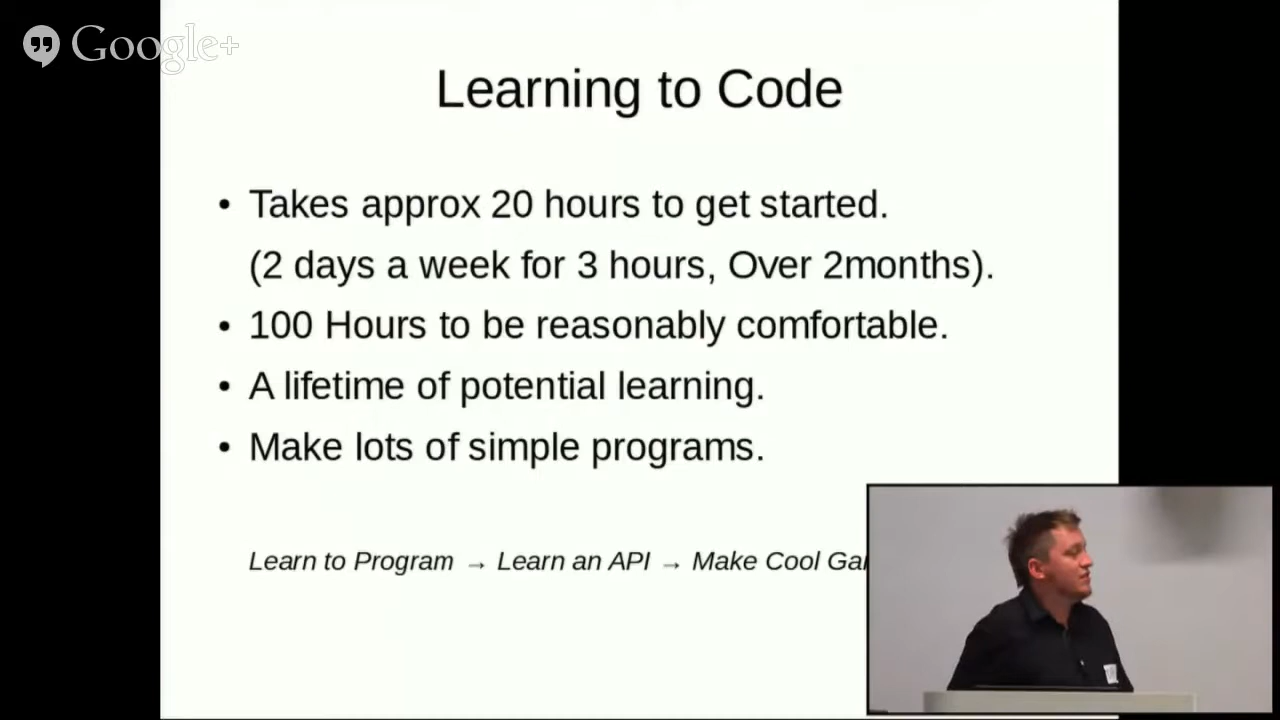 Google+
Learning to Code
• Takes approx 20 hours to get started.
(2 days a week for 3 hours, Over 2months).
• 100 Hours to be reasonably comfortable.
• A lifetime of potential learning.
• Make lots of simple programs.
Learn to Program → Learn an API → Make Cool